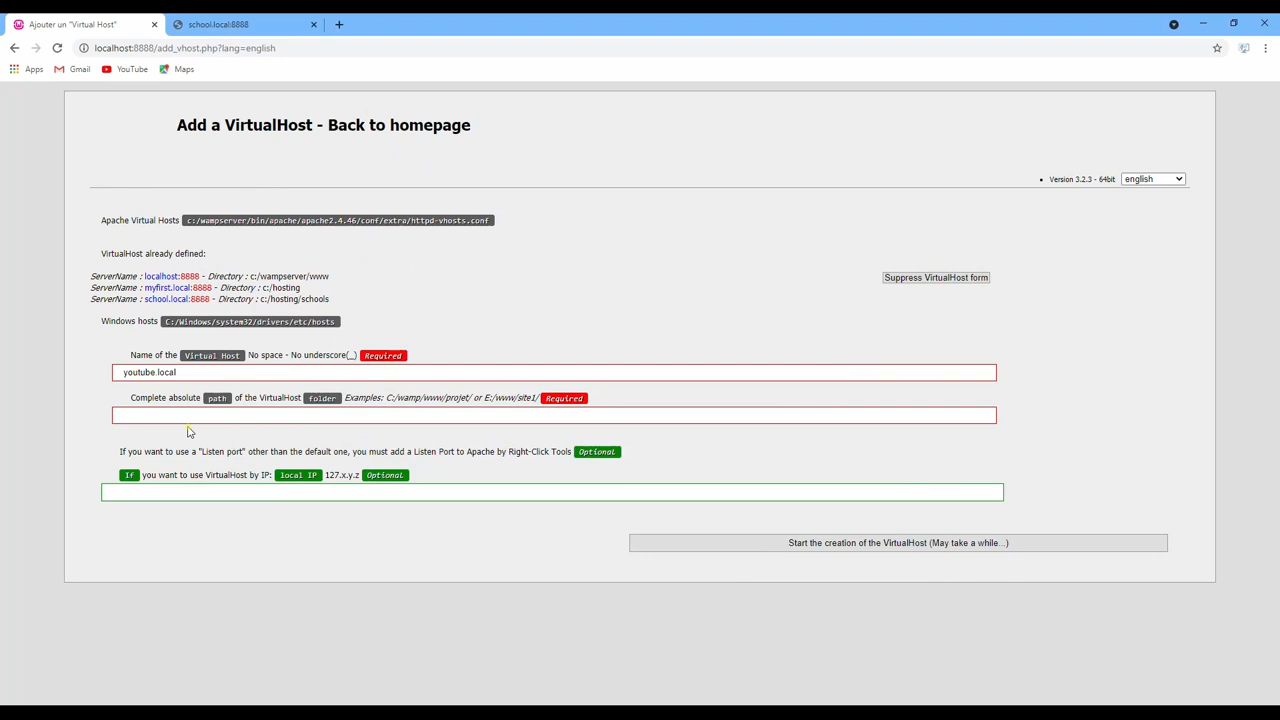 Ajouter un "Virtual Host"
school.local:8888
localhost:8888/add_vhost.php?lang=english
Apps Gmail YouTube Maps
Add a VirtualHost - Back to homepage
Version 3.2.3 - 64bit english
Apache Virtual Hosts c:/wampserver/bin/apache/apache2.4.46/conf/extra/httpd-vhosts.conf
VirtualHost already defined:
ServerName : localhost:8888 - Directory : c:/wampserver/www
Suppress VirtualHost form
ServerName : myfirst.local:8888 - Directory : c:/hosting
ServerName : school.local:8888 - Directory : c:/hosting/schools
Windows hosts C:/Windows/system32/drivers/etc/hosts
Name of the Virtual Host No space - No underscore(_) Required
youtube.local
Complete absolute path of the VirtualHost folder Examples: C:/wamp/www/projet/ or E:/www/site1/ Required
If you want to use a "Listen port" other than the default one, you must add a Listen Port to Apache by Right-Click Tools Optional
If you want to use VirtualHost by IP: local IP 127.x.y.z Optional
Start the creation of the VirtualHost (May take a while...)